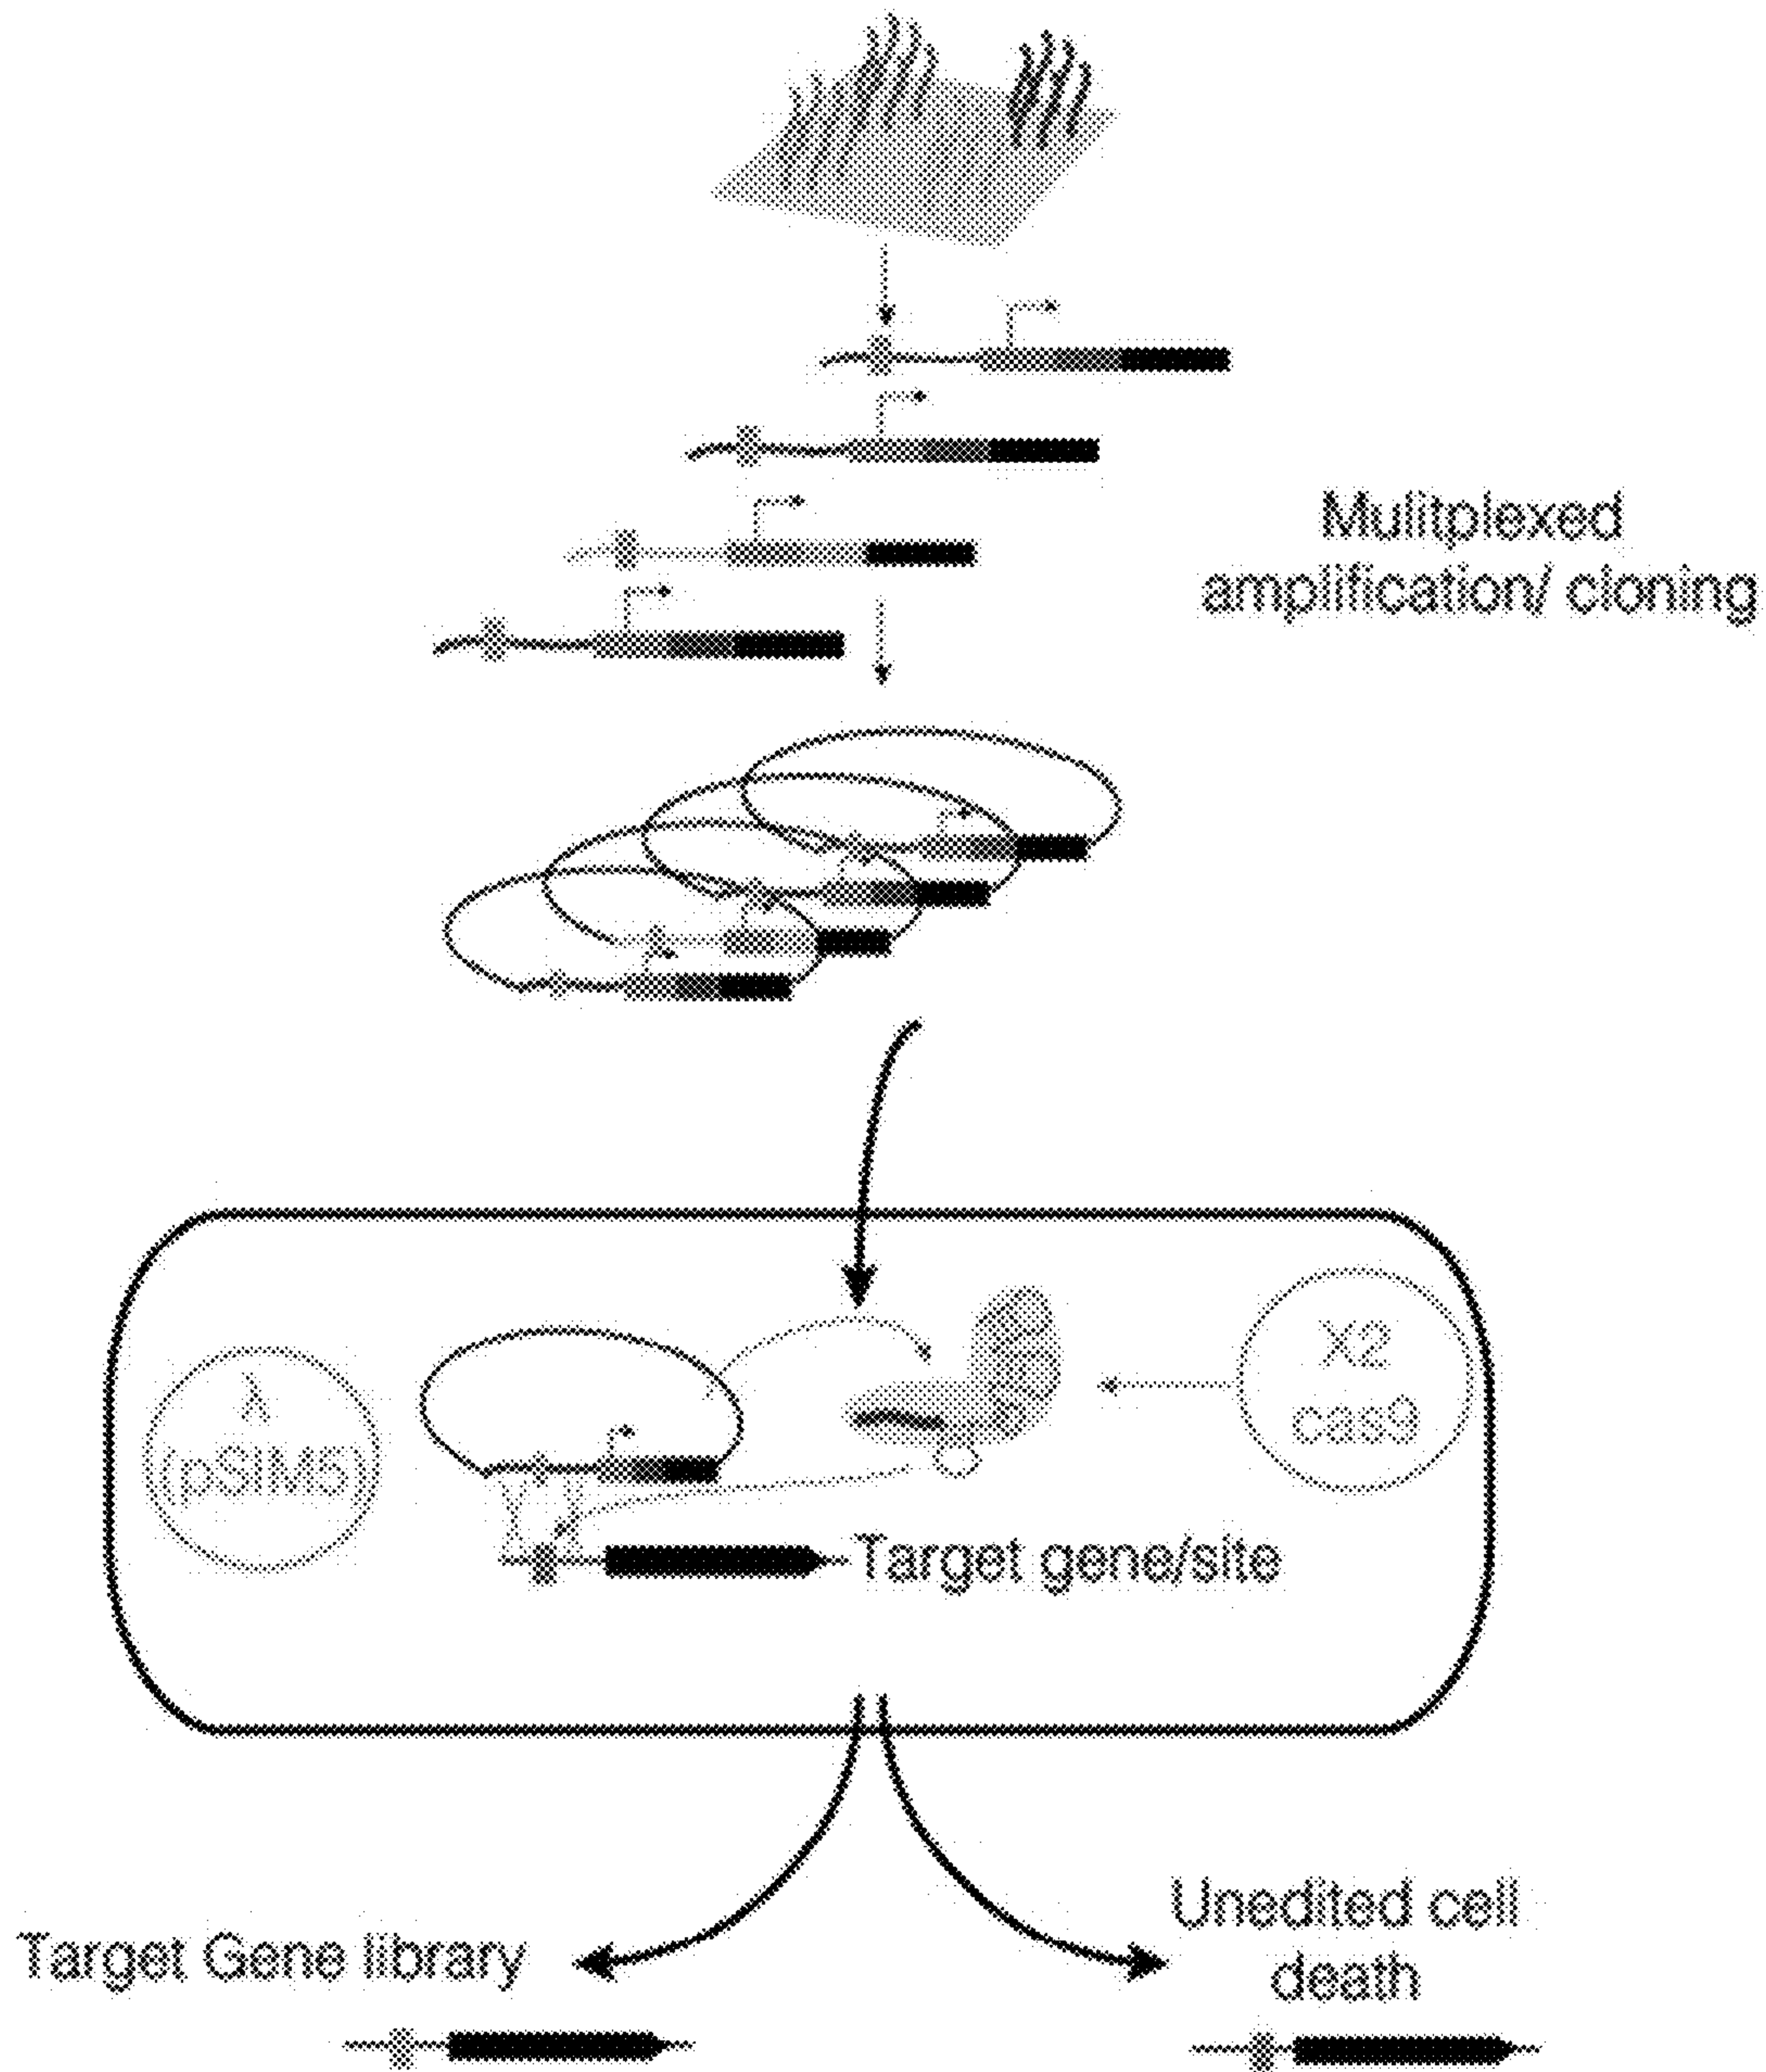 Mulitplexed
amplification/ cloning
λ
(pSIM5)
X2
cas9
Target gene/site
Target Gene library
Unedited cell
death